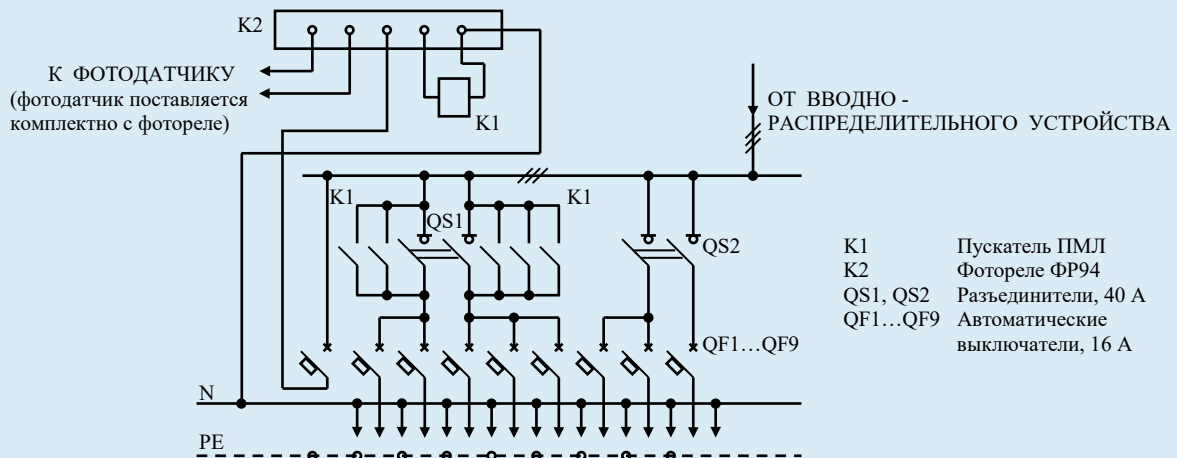 K2
К ФОТОДАТЧИКУ
(фотодатчик поставляется
комплектно с фотореле)
K1
ОТ ВВОДНО -
РАСПРЕДЕЛИТЕЛЬНОГО УСТРОЙСТВА
K1
K1
QS1
QS2
K1 Пускатель ПМЛ
K2 Фотореле ФР94
QS1, QS2 Разъединители, 40 А
QF1…QF9 Автоматические
выключатели, 16 А
QF1…QF9
N
PE